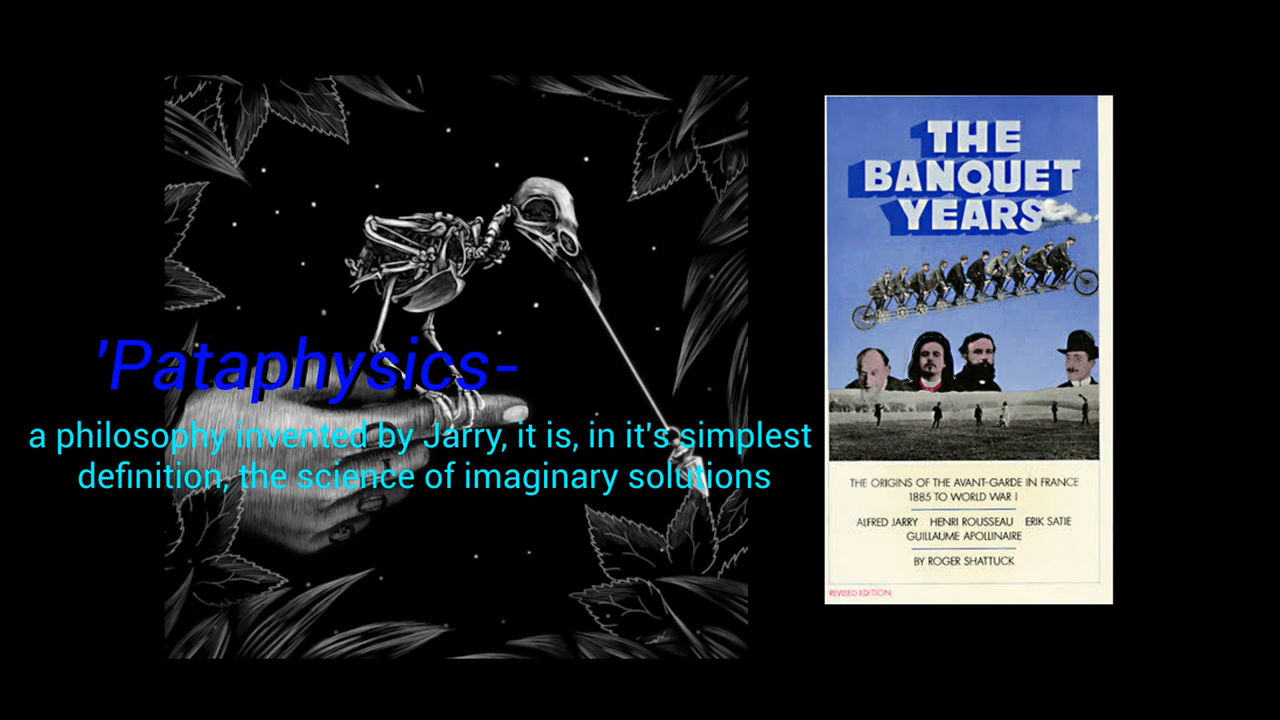 'Pataphysics-
a philosophy invented by Jarry, it is, in it's simplest
definition, the science of imaginary solutions
THE
BANQUET
YEARS
THE ORIGINS OF THE AVANT-GARDE IN FRANCE
1885 TO WORLD WAR I
ALFRED JARRY HENRI ROUSSEAU ERIK SATIE
GUILLAUME APOLLINAIRE
BY ROGER SHATTUCK
REVISED EDITION